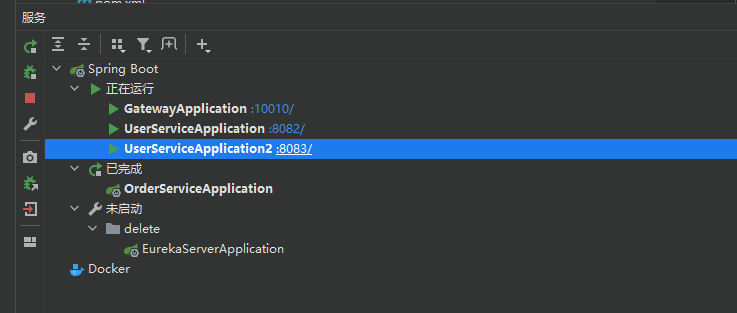 pom.xml
服务
Spring Boot
正在运行
GatewayApplication :10010/
UserServiceApplication :8082/
UserServiceApplication2 :8083/
已完成
OrderServiceApplication
未启动
delete
EurekaServerApplication
Docker